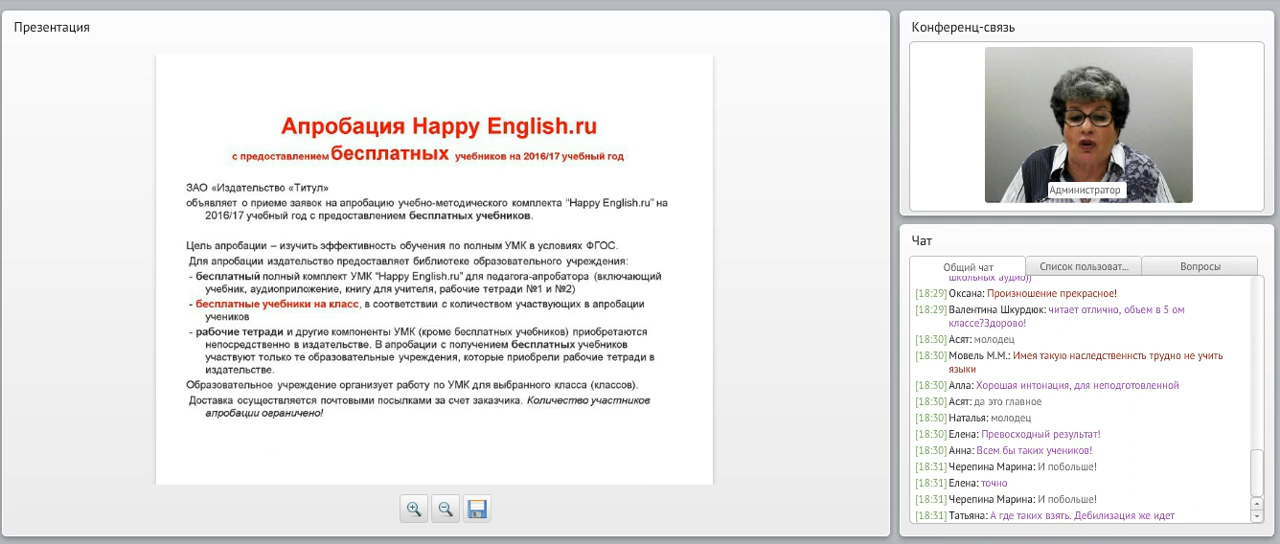 Презентация
Апробация Happy English.ru
с предоставлением бесплатных учебников на 2016/17 учебный год
ЗАО «Издательство «Титул»
объявляет о приеме заявок на апробацию учебно-методического комплекта “Happy English.ru” на
2016/17 учебный год с предоставлением бесплатных учебников.
Цель апробации – изучить эффективность обучения по полным УМК в условиях ФГОС.
Для апробации издательство предоставляет библиотеке образовательного учреждения:
- бесплатный полный комплект УМК “Happy English.ru” для педагога-апробатора (включающий
учебник, аудиоприложение, книгу для учителя, рабочие тетради №1 и №2)
- бесплатные учебники на класс, в соответствии с количеством участвующих в апробации
учеников
- рабочие тетради и другие компоненты УМК (кроме бесплатных учебников) приобретаются
непосредственно в издательстве. В апробации с получением бесплатных учебников
участвуют только те образовательные учреждения, которые приобрели рабочие тетради в
издательстве.
Образовательное учреждение организует работу по УМК для выбранного класса (классов).
Доставка осуществляется почтовыми посылками за счет заказчика. Количество участников
апробации ограничено!
Конференц-связь
Администратор
Чат
Общий чат
Список пользоват...
Вопросы
школьных аудио))
[18:29] Оксана: Произношение прекрасное!
[18:29] Валентина Шкурдюк: читает отлично, объем в 5 ом
классе?Здорово!
[18:30] Асят: молодец
[18:30] Мовель М.М.: Имея такую наследственнсть трудно не учить
языки
[18:30] Алла: Хорошая интонация, для неподготовленной
[18:30] Асят: да это главное
[18:30] Наталья: молодец
[18:30] Елена: Превосходный результат!
[18:30] Анна: Всем бы таких учеников!
[18:31] Черепина Марина: И побольше!
[18:31] Елена: точно
[18:31] Черепина Марина: И побольше!
[18:31] Татьяна: А где таких взять. Дебилизация же идет